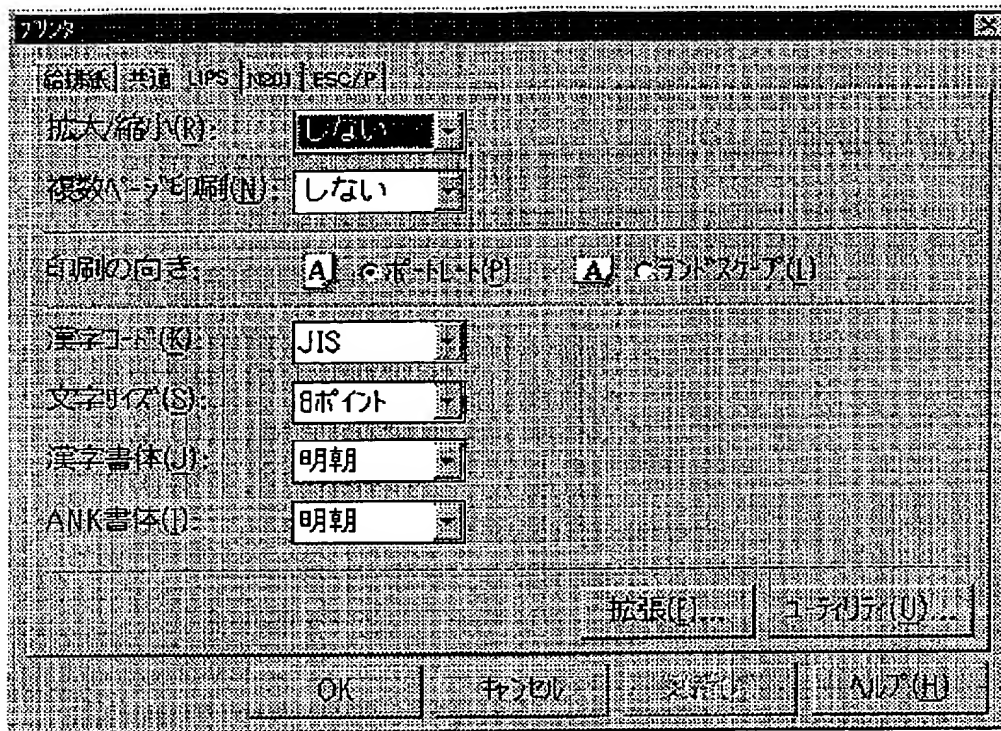 プリンタ
給排紙 共通 LIPS N201 ESC/P
拡大/縮小(R): しない
複数ページ印刷(N): しない
印刷の向き: A ポートレート(P) A ランドスケープ(L)
漢字コード(K): JIS
文字サイズ(S): 8ポイント
漢字書体(J): 明朝
ANK書体(I): 明朝
拡張(E)... ユーティリティ(U)...
OK キャンセル ヘルプ(H)